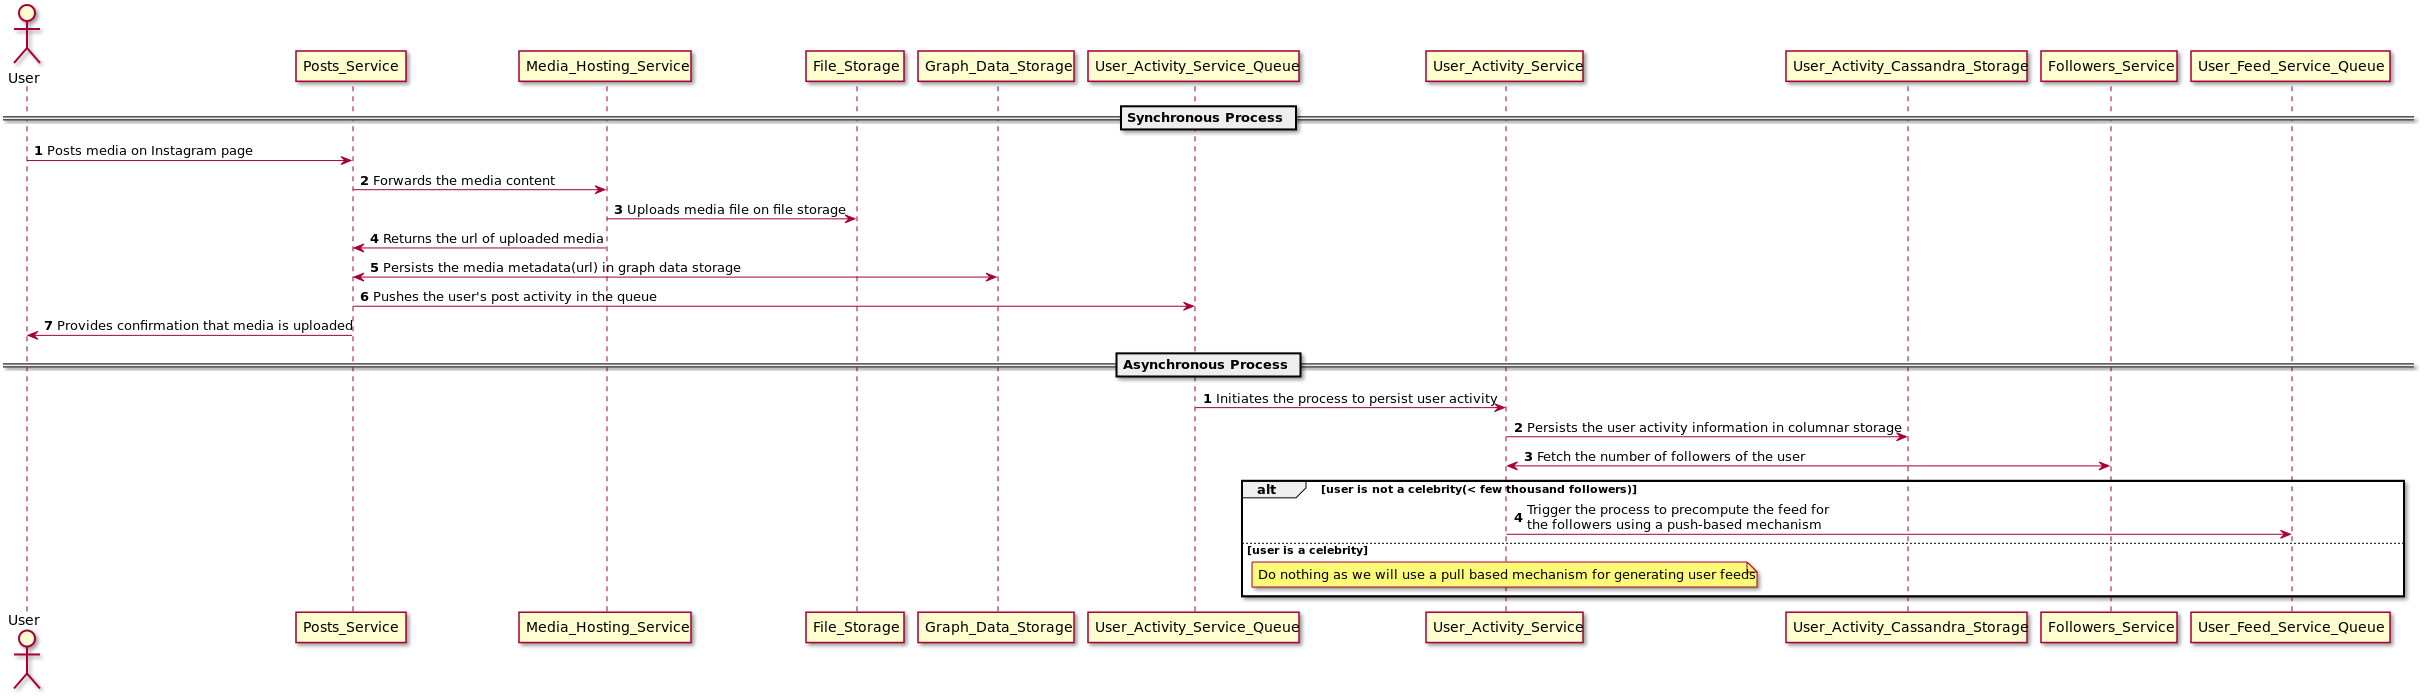 User
Posts_Service
Media_Hosting_Service
File_Storage
Graph_Data_Storage
User_Activity_Service_Queue
User_Activity_Service
User_Activity_Cassandra_Storage
Followers_Service
User_Feed_Service_Queue
Synchronous Process
1 Posts media on Instagram page
2 Forwards the media content
3 Uploads media file on file storage
4 Returns the url of uploaded media
5 Persists the media metadata(url) in graph data storage
6 Pushes the user's post activity in the queue
7 Provides confirmation that media is uploaded
Asynchronous Process
1 Initiates the process to persist user activity
2 Persists the user activity information in columnar storage
3 Fetch the number of followers of the user
alt [user is not a celebrity(< few thousand followers)]
4 Trigger the process to precompute the feed for
the followers using a push-based mechanism
[user is a celebrity]
Do nothing as we will use a pull based mechanism for generating user feeds
User
Posts_Service
Media_Hosting_Service
File_Storage
Graph_Data_Storage
User_Activity_Service_Queue
User_Activity_Service
User_Activity_Cassandra_Storage
Followers_Service
User_Feed_Service_Queue